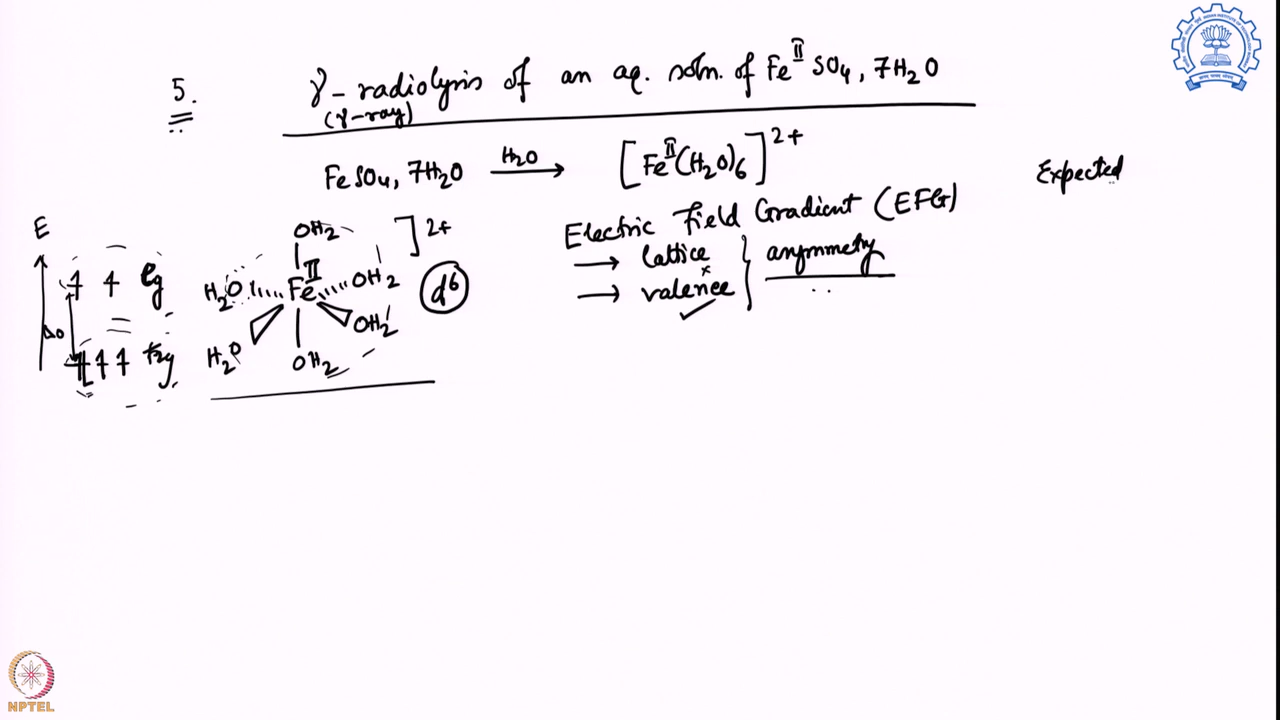 5. γ-radiolysis of an aq. soln. of Fe^II SO4, 7H2O
(γ-ray)
FeSO4, 7H2O —H2O→ [Fe^II(H2O)6]^2+
Expected
Electric Field Gradient (EFG)
→ lattice
→ valence
asymmetry
E
eg
Δo
t2g
OH2
]2+
H2O
Fe^II
OH2
d6
H2O
OH2
OH2
NPTEL